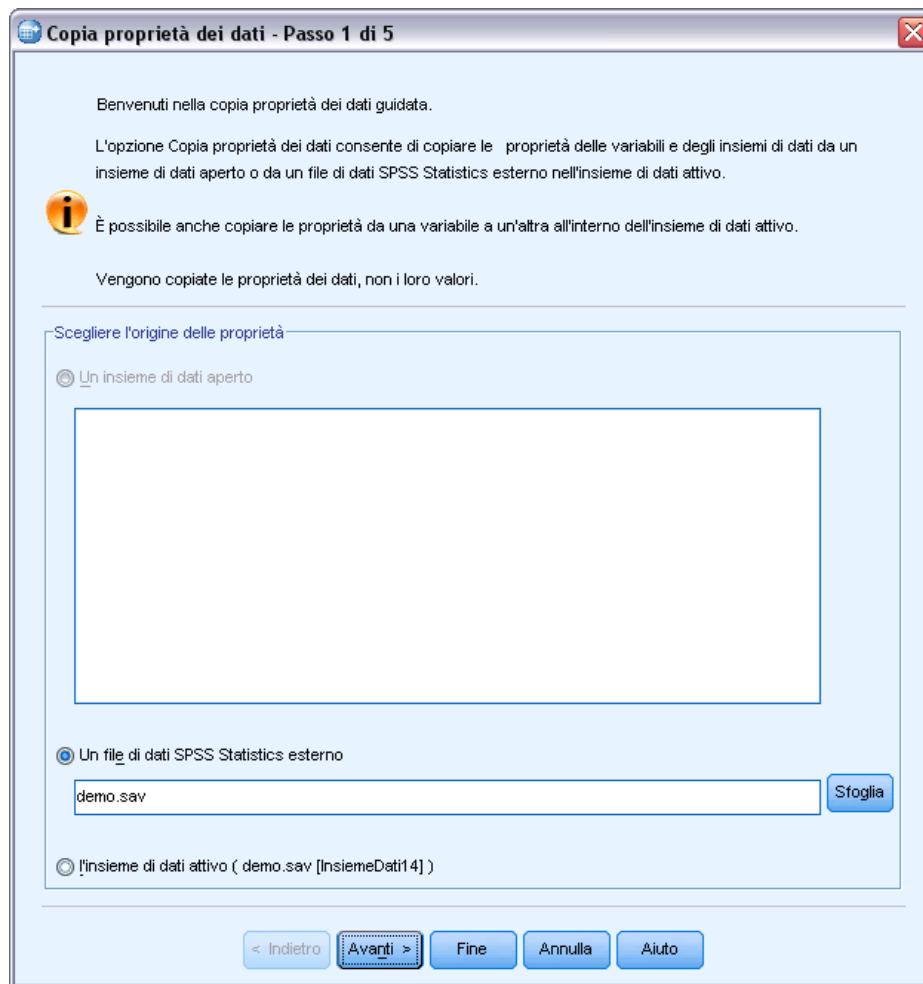 Copia proprietà dei dati - Passo 1 di 5
Benvenuti nella copia proprietà dei dati guidata.
L'opzione Copia proprietà dei dati consente di copiare le proprietà delle variabili e degli insiemi di dati da un
insieme di dati aperto o da un file di dati SPSS Statistics esterno nell'insieme di dati attivo.
È possibile anche copiare le proprietà da una variabile a un'altra all'interno dell'insieme di dati attivo.
Vengono copiate le proprietà dei dati, non i loro valori.
Scegliere l'origine delle proprietà
Un insieme di dati aperto
Un file di dati SPSS Statistics esterno
demo.sav
Sfoglia
l'insieme di dati attivo ( demo.sav [InsiemeDati14] )
< Indietro Avanti > Fine Annulla Aiuto